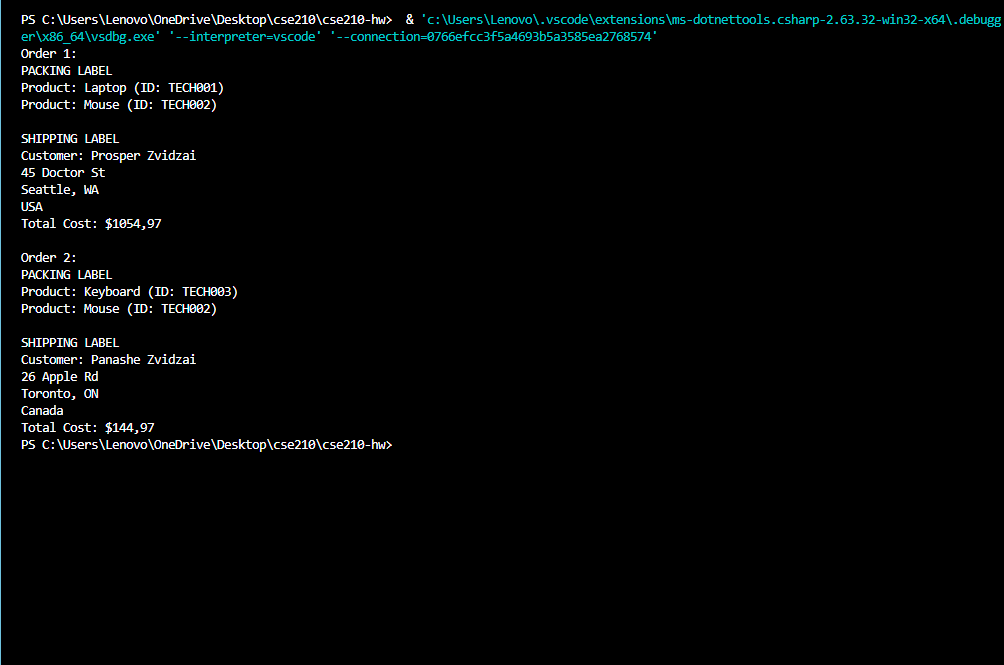 PS C:\Users\Lenovo\OneDrive\Desktop\cse210\cse210-hw>  & 'c:\Users\Lenovo\.vscode\extensions\ms-dotnettools.csharp-2.63.32-win32-x64\.debugg
er\x86_64\vsdbg.exe' '--interpreter=vscode' '--connection=0766efcc3f5a4693b5a3585ea2768574'
Order 1:
PACKING LABEL
Product: Laptop (ID: TECH001)
Product: Mouse (ID: TECH002)

SHIPPING LABEL
Customer: Prosper Zvidzai
45 Doctor St
Seattle, WA
USA
Total Cost: $1054,97

Order 2:
PACKING LABEL
Product: Keyboard (ID: TECH003)
Product: Mouse (ID: TECH002)

SHIPPING LABEL
Customer: Panashe Zvidzai
26 Apple Rd
Toronto, ON
Canada
Total Cost: $144,97
PS C:\Users\Lenovo\OneDrive\Desktop\cse210\cse210-hw>